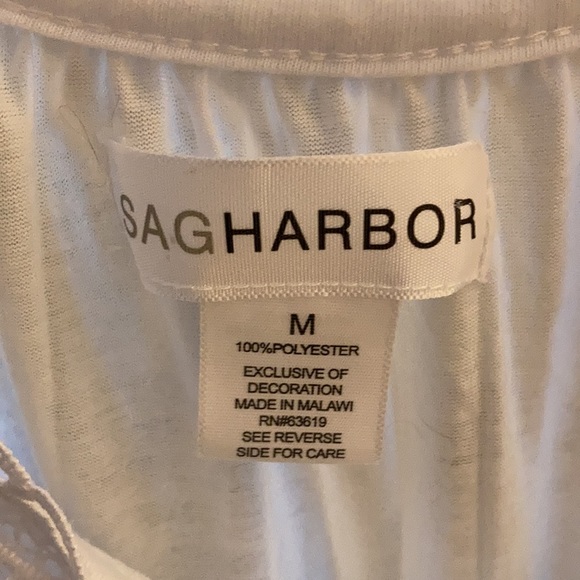 SAGHARBOR
M
100%POLYESTER
EXCLUSIVE OF
DECORATION
MADE IN MALAWI
RN#63619
SEE REVERSE
SIDE FOR CARE